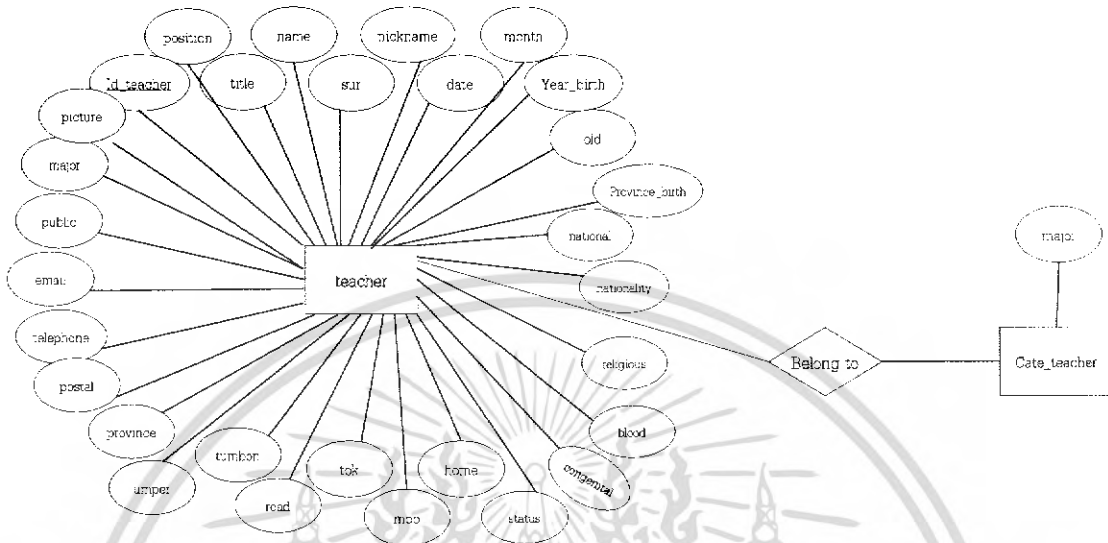 position
name
nickname
month
Id_teacher
title
sur
date
Year_birth
picture
old
major
Province_birth
public
national
major
email
teacher
nationality
telephone
Belong to
Cate_teacher
religious
postal
province
blood
tumbon
tok
home
congenital
amper
road
moo
status